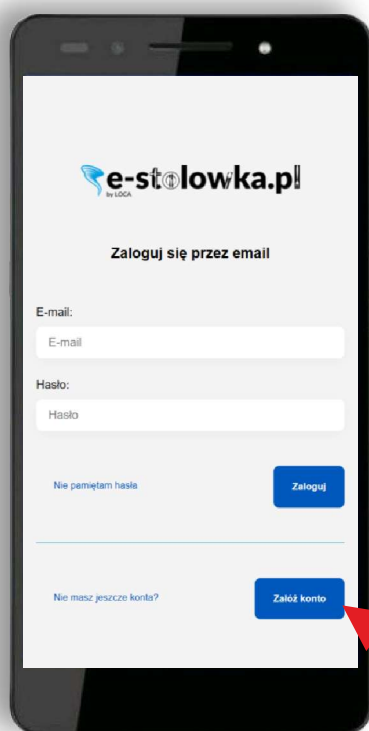 e-stolowka.pl
by LOCA
Zaloguj się przez email
E-mail:
E-mail
Hasło:
Hasło
Nie pamiętam hasła
Zaloguj
Nie masz jeszcze konta?
Załóż konto